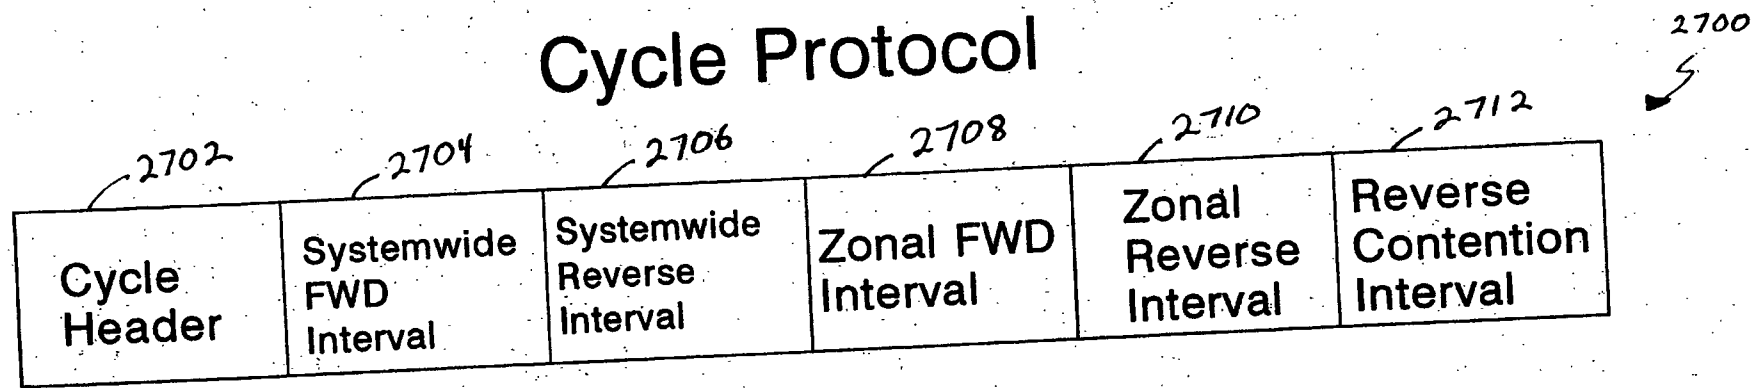 Cycle Protocol
2700
2702
2704
2706
2708
2710
2712
Cycle
Header
Systemwide
FWD
Interval
Systemwide
Reverse
Interval
Zonal FWD
Interval
Zonal
Reverse
Interval
Reverse
Contention
Interval